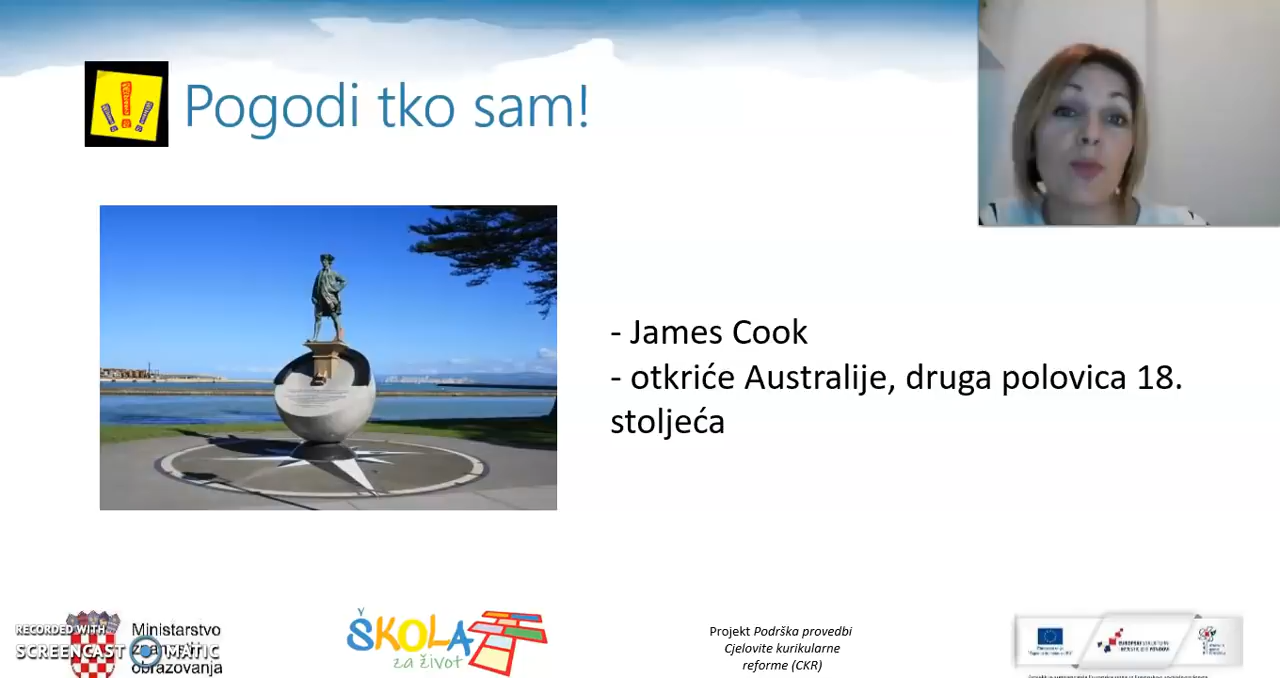 Pogodi tko sam!
- James Cook
- otkriće Australije, druga polovica 18.
stoljeća
RECORDED WITH
SCREENCAST MATIC
Ministarstvo
obrazovanja
ŠKOLA
za život
Projekt Podrška provedbi
Cjelovite kurikularne
reforme (CKR)